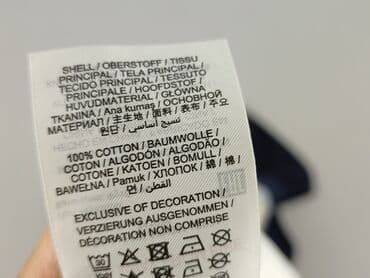 SHELL / OBERSTOFF / TISSU
PRINCIPAL / TELA PRINCIPAL /
TECIDO PRINCIPAL / TESSUTO
PRINCIPALE / HOOFDSTOF /
HUVUDMATERIAL / GŁÓWNA
TKANINA / Ana kumaş / ОСНОВНОЙ
МАТЕРИАЛ / 主生地 / 面料 / 表布 / 주요
원단 / نسيج أساسي
100% COTTON / BAUMWOLLE /
COTON / ALGODÓN / ALGODÃO /
COTONE / KATOEN / BOMULL /
BAWEŁNA / Pamuk / ХЛОПОК / 綿 / 棉 /
면 / القطن
EXCLUSIVE OF DECORATION /
VERZIERUNG AUSGENOMMEN /
DÉCORATION NON COMPRISE